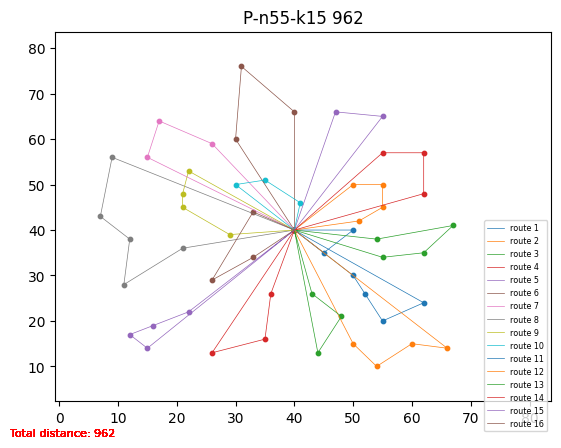 P-n55-k15 962
80
70
60
50
40
30
20
10
0 10 20 30 40 50 60 70 80
route 1
route 2
route 3
route 4
route 5
route 6
route 7
route 8
route 9
route 10
route 11
route 12
route 13
route 14
route 15
route 16
Total distance: 962